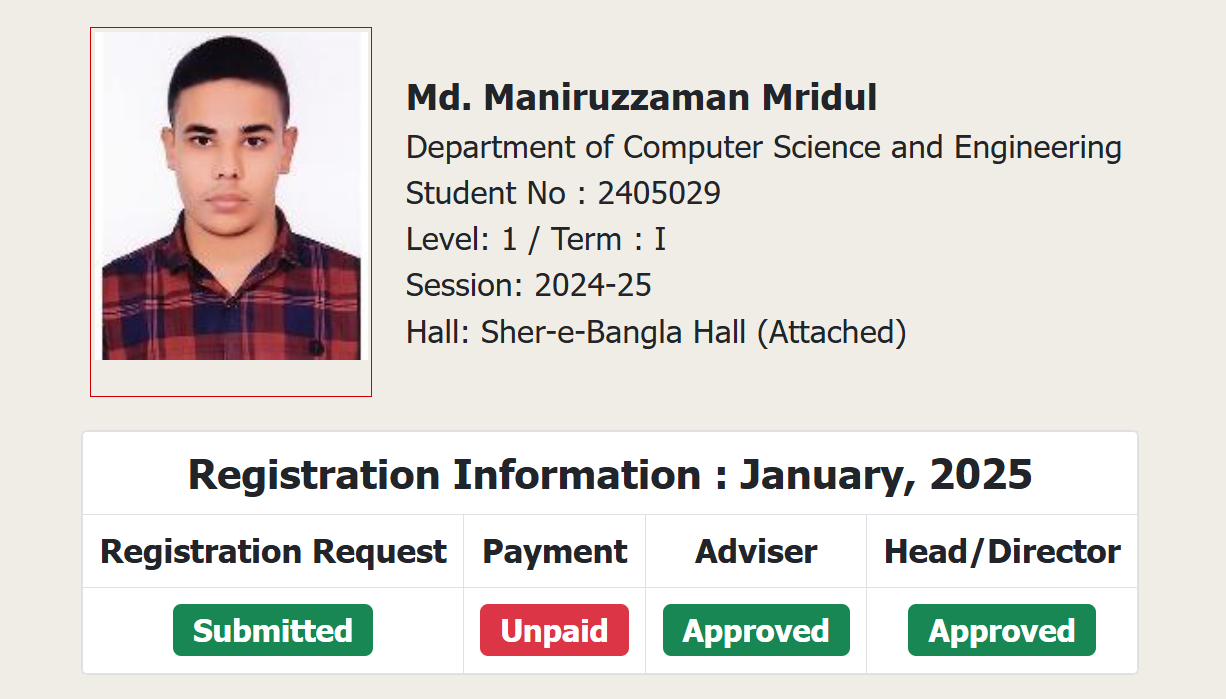 Md. Maniruzzaman Mridul
Department of Computer Science and Engineering
Student No : 2405029
Level: 1 / Term : I
Session: 2024-25
Hall: Sher-e-Bangla Hall (Attached)
Registration Information : January, 2025
Registration Request Payment Adviser Head/Director
Submitted Unpaid Approved Approved